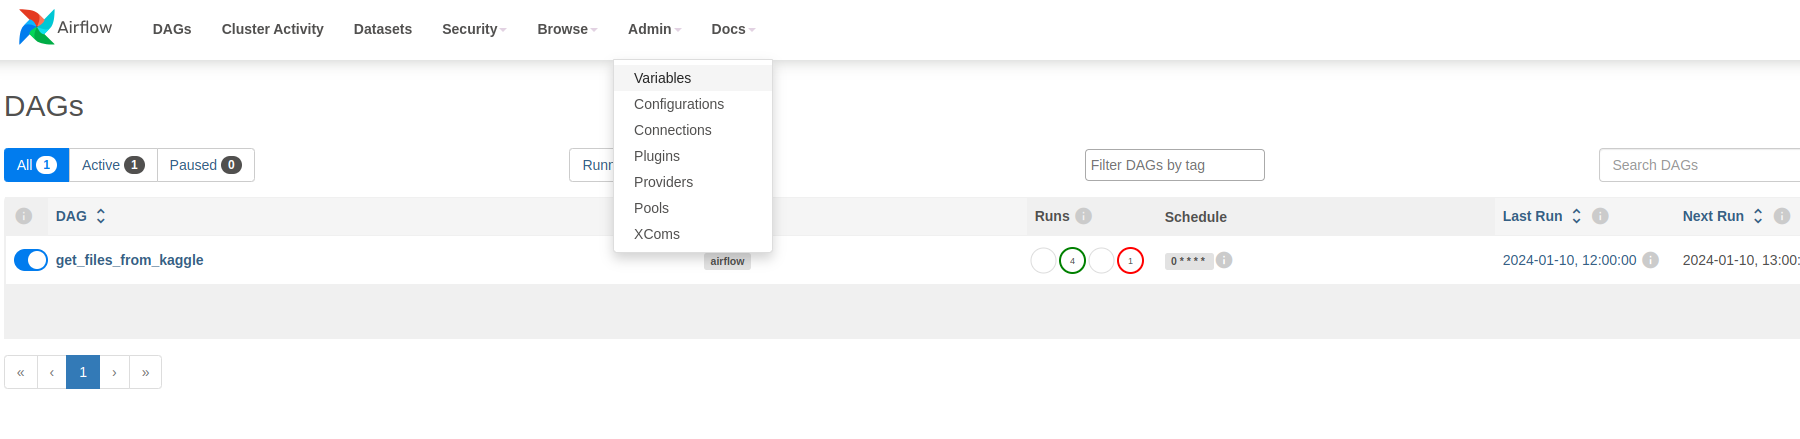 Airflow
DAGs Cluster Activity Datasets Security Browse Admin Docs
Variables
Configurations
Connections
Plugins
Providers
Pools
XComs
DAGs
All 1 Active 1 Paused 0 Filter DAGs by tag Search DAGs
DAG Runs Schedule Last Run Next Run
get_files_from_kaggle airflow 4 1 0 * * * * 2024-01-10, 12:00:00 2024-01-10, 13:00:
« ‹ 1 › »